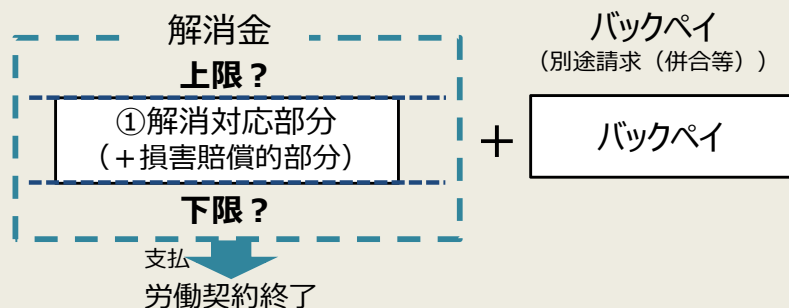 解消金
上限？
①解消対応部分
（＋損害賠償的部分）
下限？
支払
労働契約終了
＋
バックペイ
（別途請求（併合等））
バックペイ